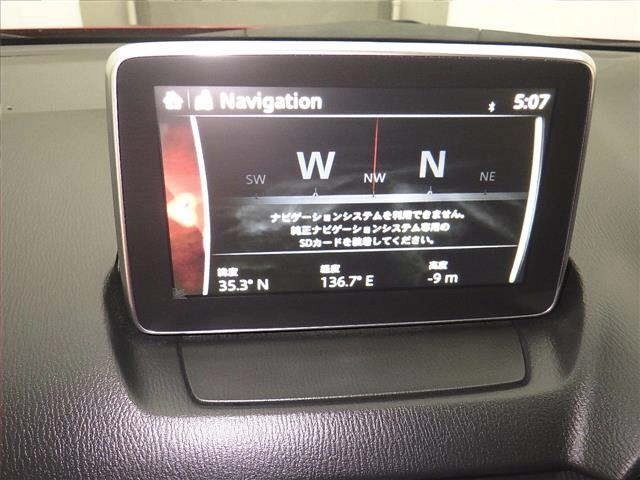 Navigation
5:07
SW W NW N NE
ナビゲーションシステムを利用できません。
純正ナビゲーションシステム専用の
SDカードを装着してください。
緯度 経度 高度
35.3° N 136.7° E -9 m